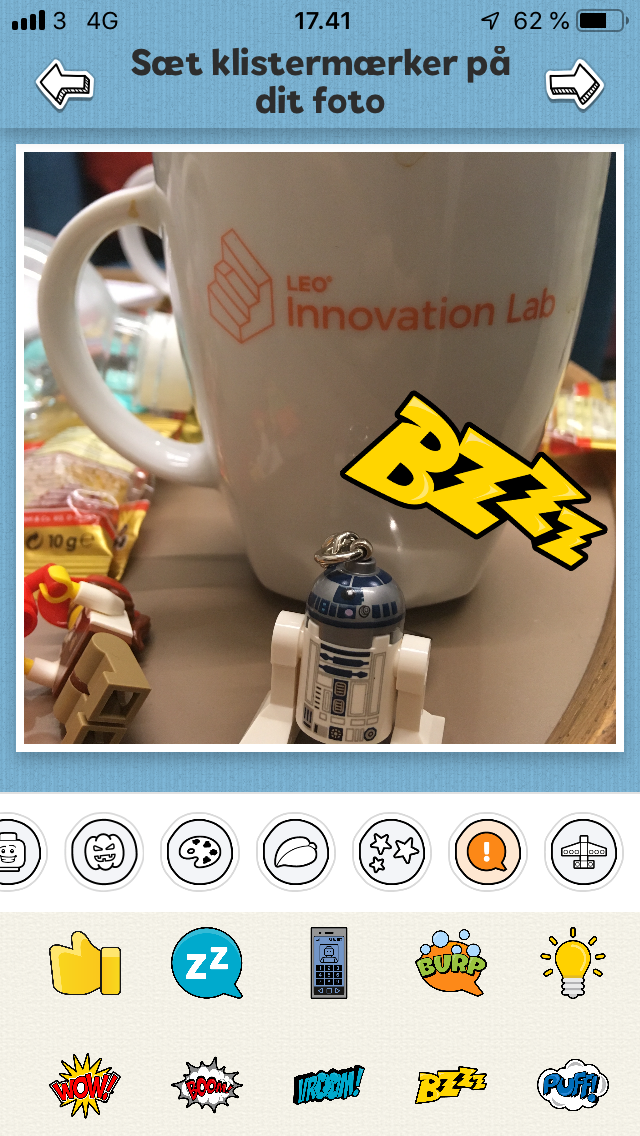 3 4G 17.41 62 %
Sæt klistermærker på
dit foto
LEO®
Innovation Lab
BZZZ
10 g e
ZZ
BURP
WOW!!
BOOM!
VROOM!
BZZZ
PUFF!